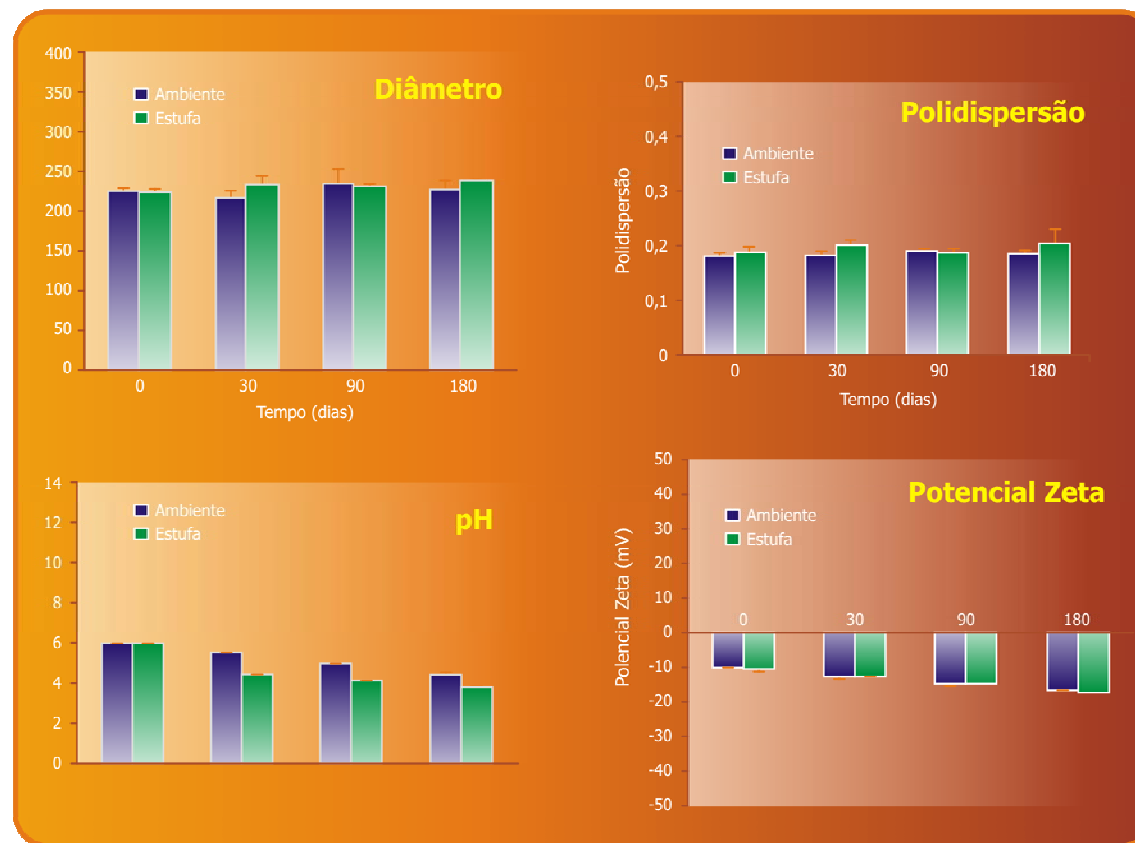 Diâmetro
400
350
300
250
200
150
100
50
0
Ambiente
Estufa
0 30 90 180
Tempo (dias)
Polidispersão
Polidispersão
0,5
0,4
0,3
0,2
0,1
0
Ambiente
Estufa
0 30 90 180
Tempo (dias)
pH
14
12
10
8
6
4
2
0
Ambiente
Estufa
Potencial Zeta
Polencial Zeta (mV)
50
40
30
20
10
0
-10
-20
-30
-40
-50
Ambiente
Estufa
0 30 90 180